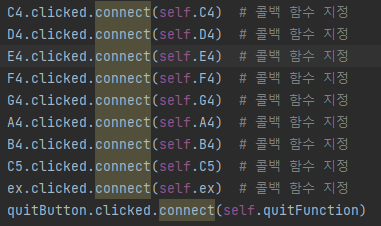 C4.clicked.connect(self.C4)  # 콜백 함수 지정
D4.clicked.connect(self.D4)  # 콜백 함수 지정
E4.clicked.connect(self.E4)  # 콜백 함수 지정
F4.clicked.connect(self.F4)  # 콜백 함수 지정
G4.clicked.connect(self.G4)  # 콜백 함수 지정
A4.clicked.connect(self.A4)  # 콜백 함수 지정
B4.clicked.connect(self.B4)  # 콜백 함수 지정
C5.clicked.connect(self.C5)  # 콜백 함수 지정
ex.clicked.connect(self.ex)  # 콜백 함수 지정
quitButton.clicked.connect(self.quitFunction)